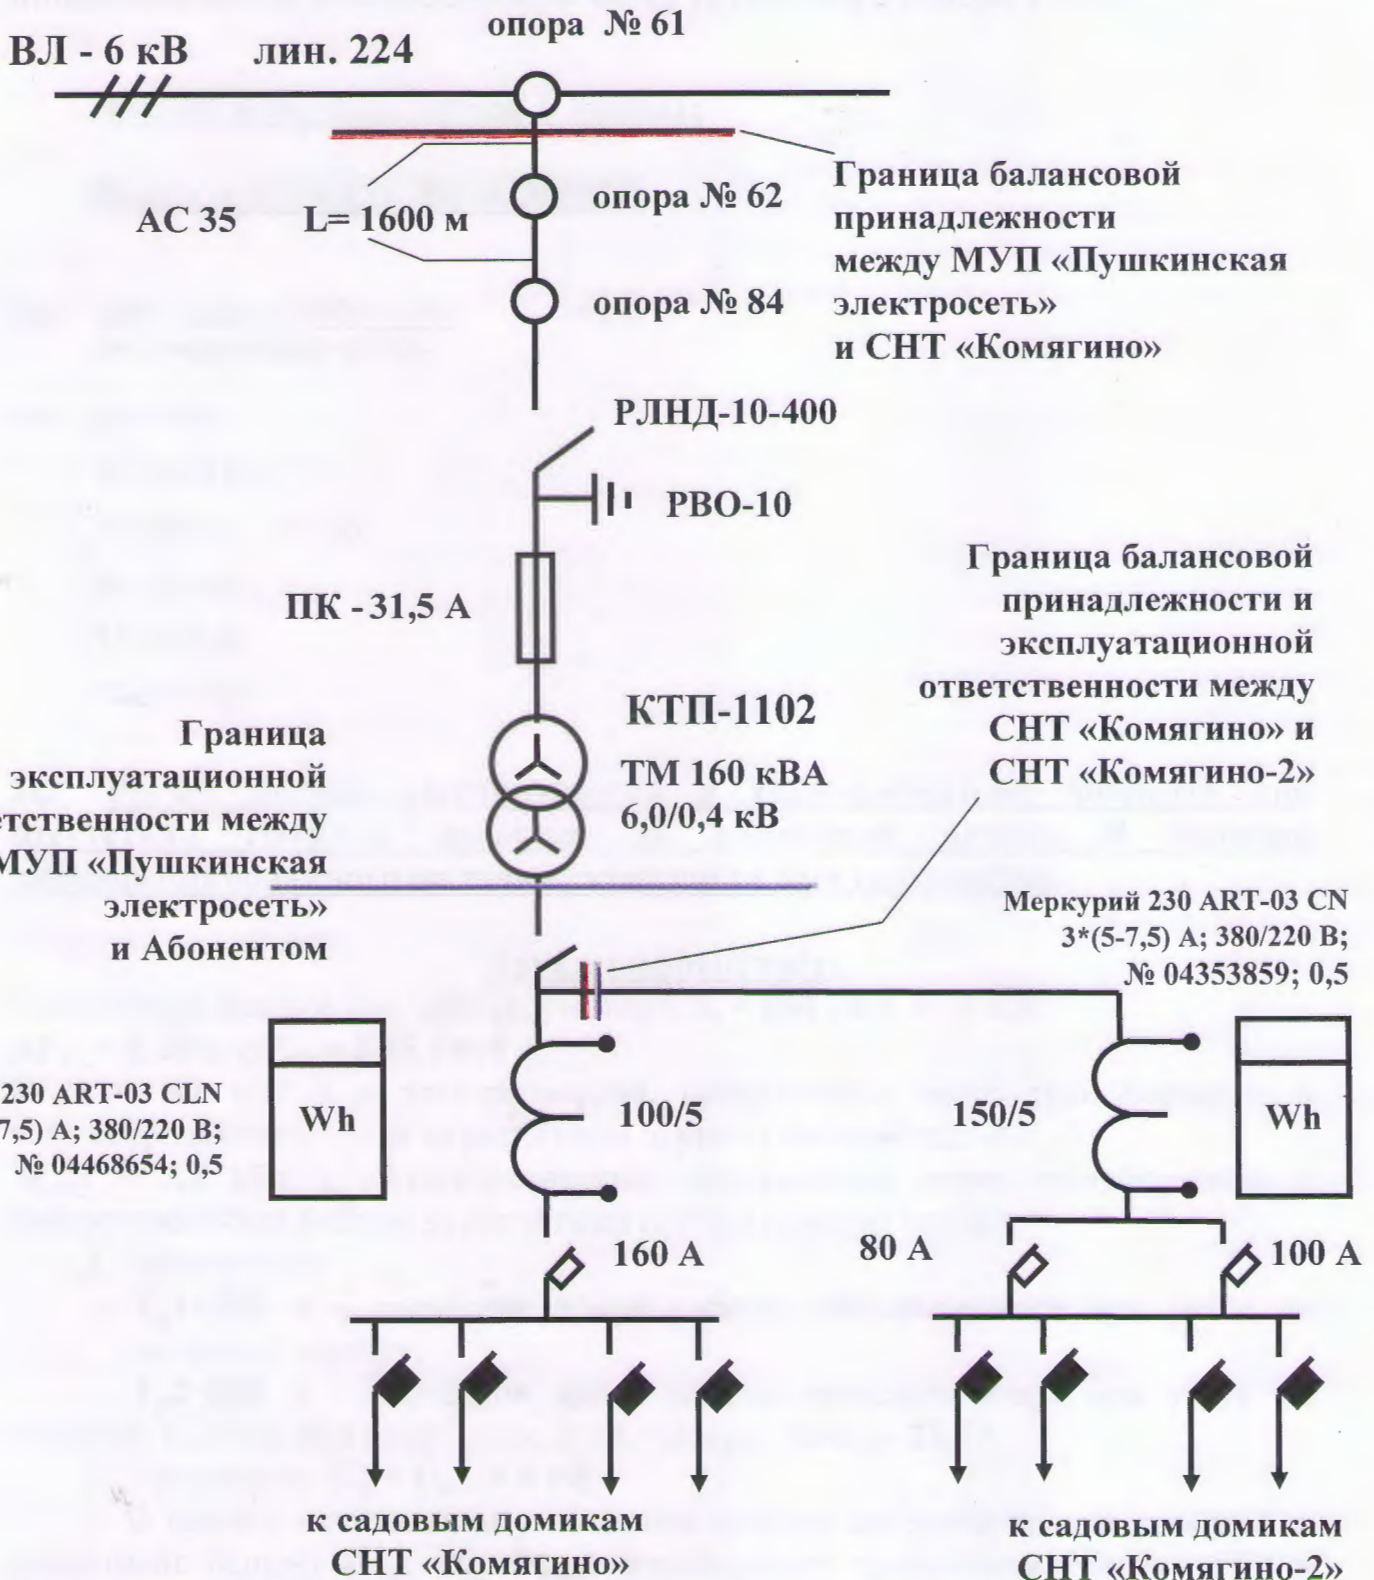 опора № 61
ВЛ - 6 кВ лин. 224
Граница балансовой
принадлежности
между МУП «Пушкинская
электросеть»
и СНТ «Комягино»
АС 35 L= 1600 м
опора № 62
опора № 84
РЛНД-10-400
РВО-10
ПК - 31,5 А
Граница балансовой
принадлежности и
эксплуатационной
ответственности между
СНТ «Комягино» и
СНТ «Комягино-2»
КТП-1102
ТМ 160 кВА
6,0/0,4 кВ
Граница
эксплуатационной
етственности между
МУП «Пушкинская
электросеть»
и Абонентом
Меркурий 230 ART-03 CN
3*(5-7,5) А; 380/220 В;
№ 04353859; 0,5
230 ART-03 CLN
7,5) А; 380/220 В;
№ 04468654; 0,5
Wh
100/5
150/5
Wh
160 А
80 А
100 А
к садовым домикам
СНТ «Комягино»
к садовым домикам
СНТ «Комягино-2»